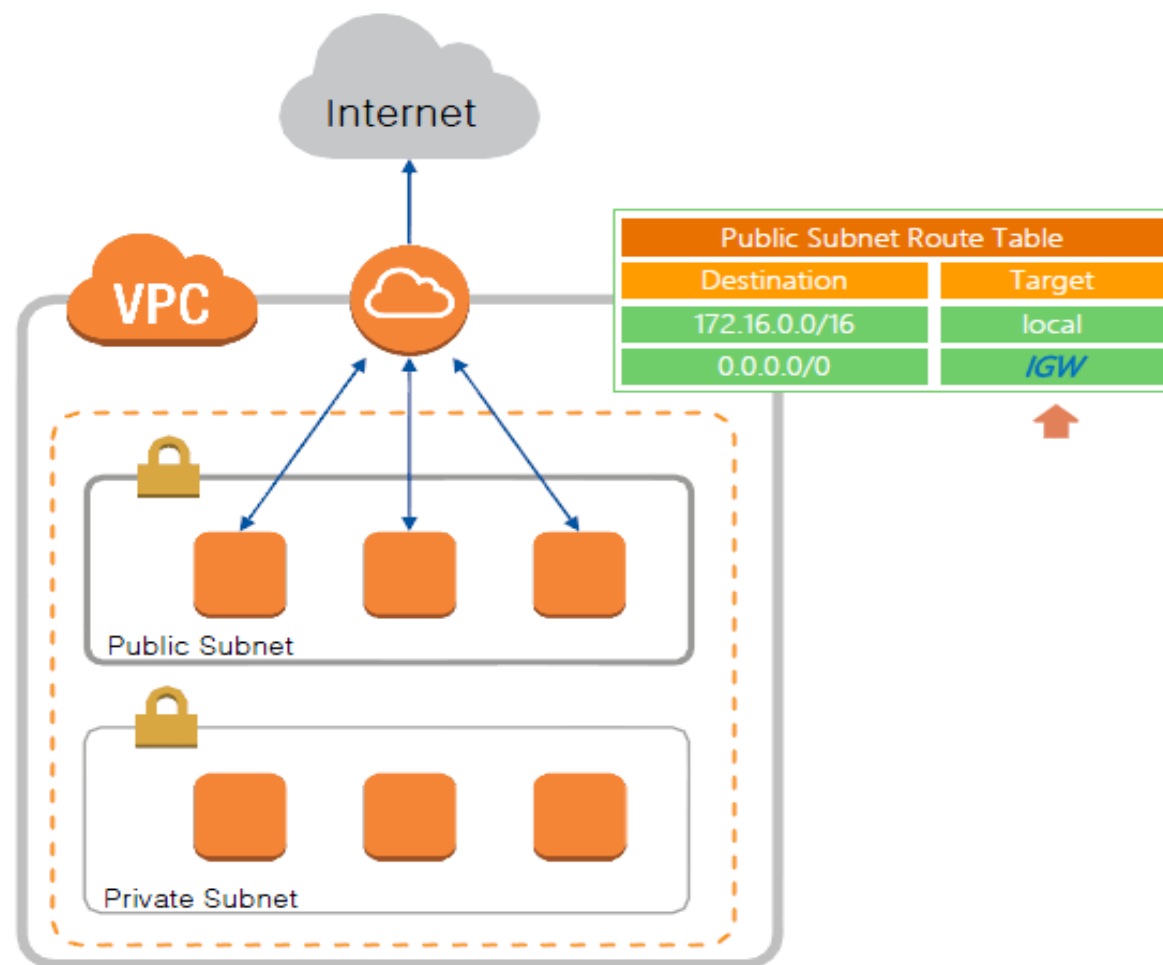 Internet
VPC
Public Subnet Route Table
Destination Target
172.16.0.0/16 local
0.0.0.0/0 IGW
Public Subnet
Private Subnet